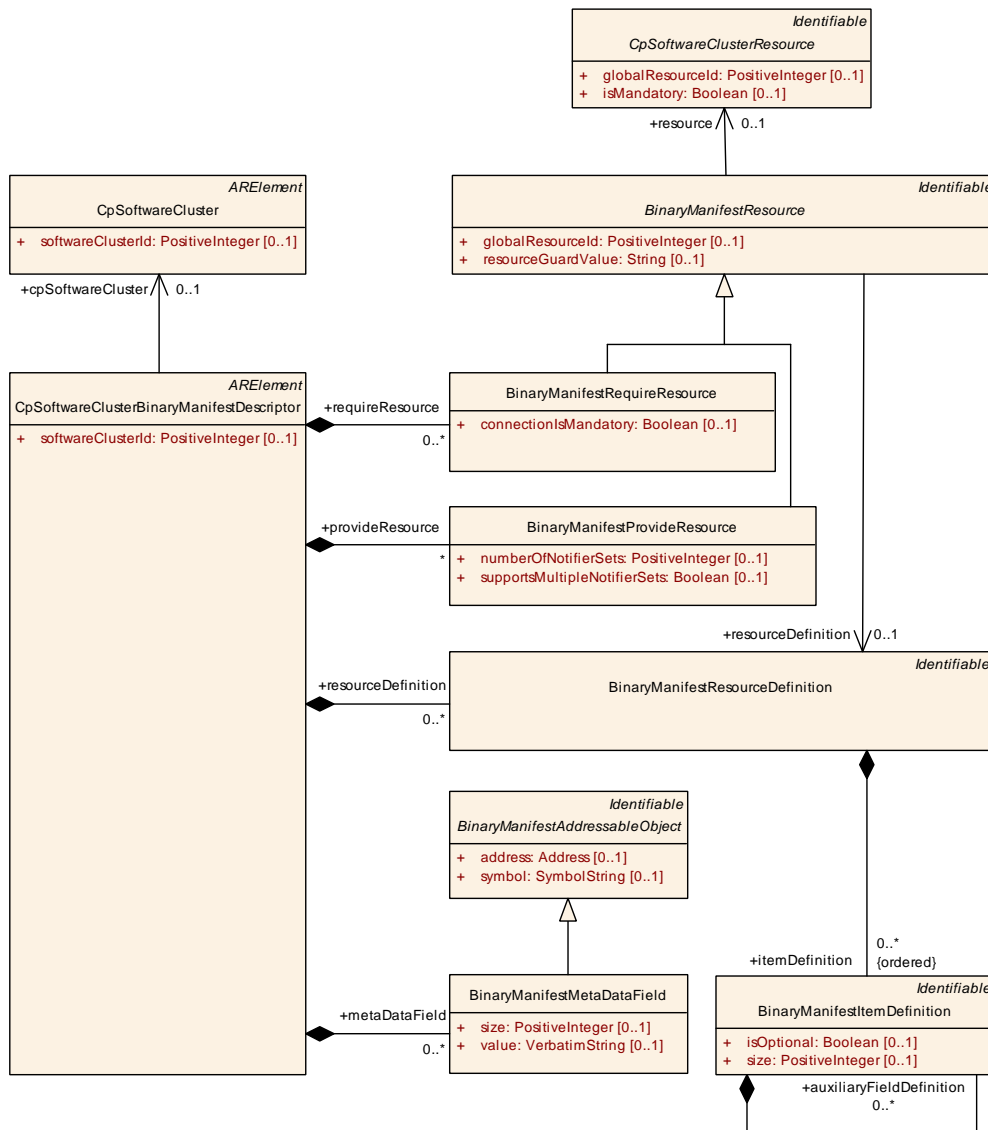 Identifiable
CpSoftwareClusterResource
+ globalResourceId: PositiveInteger [0..1]
+ isMandatory: Boolean [0..1]
+resource 0..1
ARElement
CpSoftwareCluster
+ softwareClusterId: PositiveInteger [0..1]
Identifiable
BinaryManifestResource
+ globalResourceId: PositiveInteger [0..1]
+ resourceGuardValue: String [0..1]
+cpSoftwareCluster 0..1
ARElement
CpSoftwareClusterBinaryManifestDescriptor
+ softwareClusterId: PositiveInteger [0..1]
+requireResource
0..*
BinaryManifestRequireResource
+ connectionIsMandatory: Boolean [0..1]
+provideResource
*
BinaryManifestProvideResource
+ numberOfNotifierSets: PositiveInteger [0..1]
+ supportsMultipleNotifierSets: Boolean [0..1]
+resourceDefinition 0..1
+resourceDefinition
0..*
Identifiable
BinaryManifestResourceDefinition
Identifiable
BinaryManifestAddressableObject
+ address: Address [0..1]
+ symbol: SymbolString [0..1]
+itemDefinition
0..*
{ordered}
+metaDataField
0..*
BinaryManifestMetaDataField
+ size: PositiveInteger [0..1]
+ value: VerbatimString [0..1]
Identifiable
BinaryManifestItemDefinition
+ isOptional: Boolean [0..1]
+ size: PositiveInteger [0..1]
+auxiliaryFieldDefinition
0..*